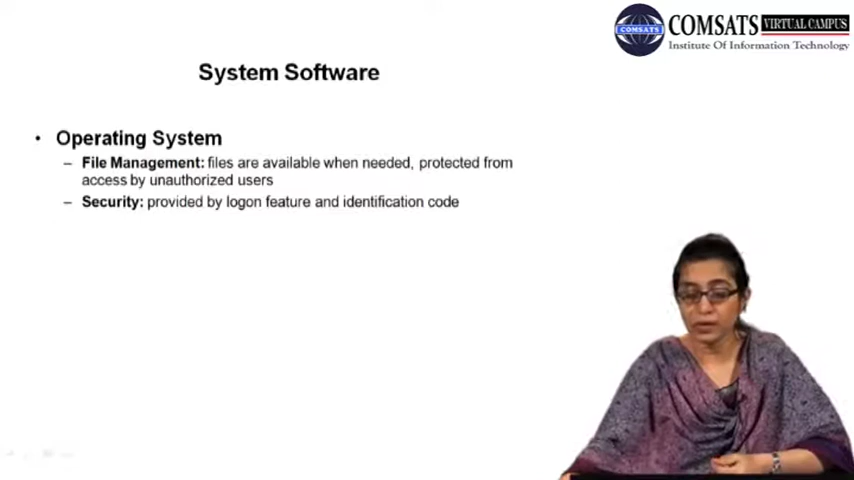 COMSATS VIRTUAL CAMPUS
COMSATS
Institute Of Information Technology
System Software
• Operating System
– File Management: files are available when needed, protected from
access by unauthorized users
– Security: provided by logon feature and identification code